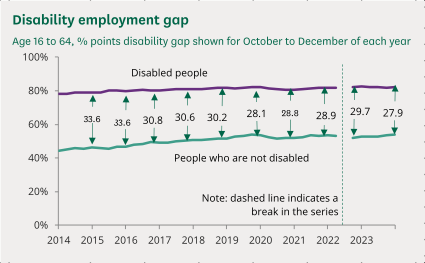 Disability employment gap
Age 16 to 64, % points disability gap shown for October to December of each year
100%
Disabled people
80%
33.6 33.6 30.8 30.6 30.2 28.1 28.8 28.9 29.7 27.9
60%
40%
People who are not disabled
20%
Note: dashed line indicates a
break in the series
0%
2014 2015 2016 2017 2018 2019 2020 2021 2022 2023